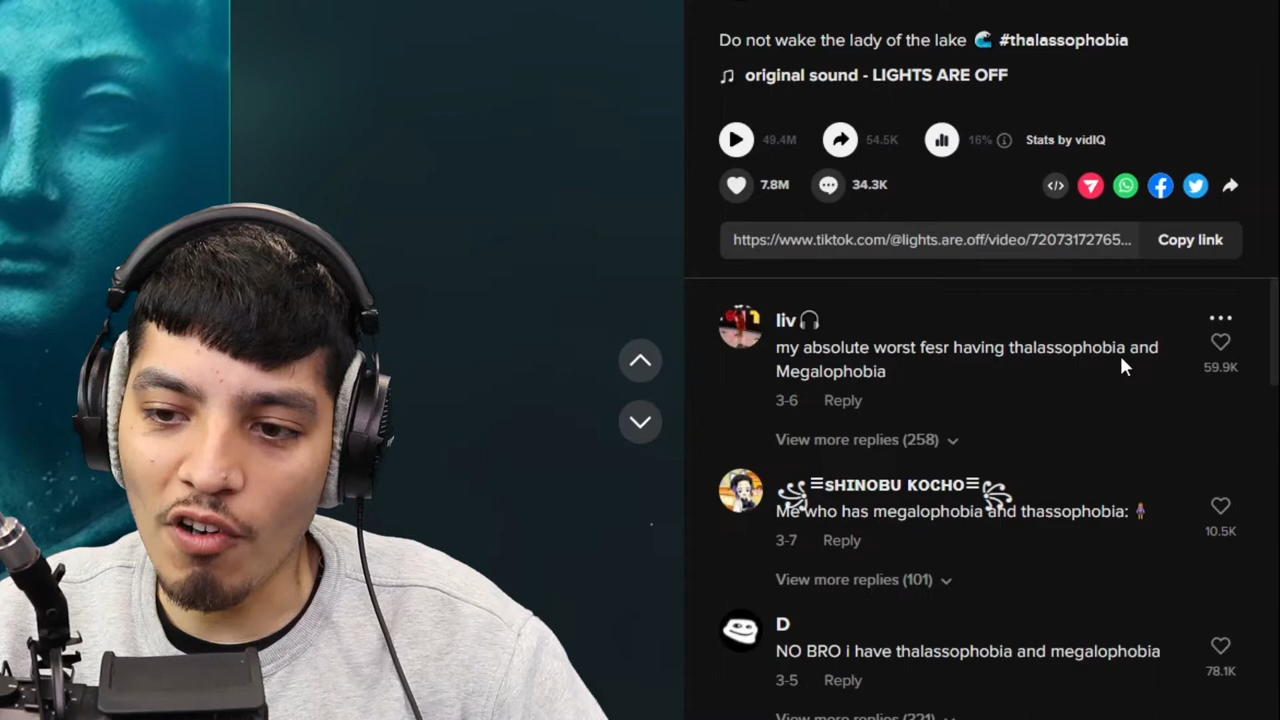 Do not wake the lady of the lake 🌊 #thalassophobia
original sound - LIGHTS ARE OFF
49.4M 54.5K 16% Stats by vidIQ
7.8M 34.3K
https://www.tiktok.com/@lights.are.off/video/72073172765... Copy link
liv🎧
my absolute worst fesr having thalassophobia and
Megalophobia
59.9K
3-6 Reply
View more replies (258)
꧁⁼SHINOBU KOCHO⁼꧂
Me who has megalophobia and thassophobia: 🧍‍♀️
10.5K
3-7 Reply
View more replies (101)
D
NO BRO i have thalassophobia and megalophobia
78.1K
3-5 Reply
View more replies (221)